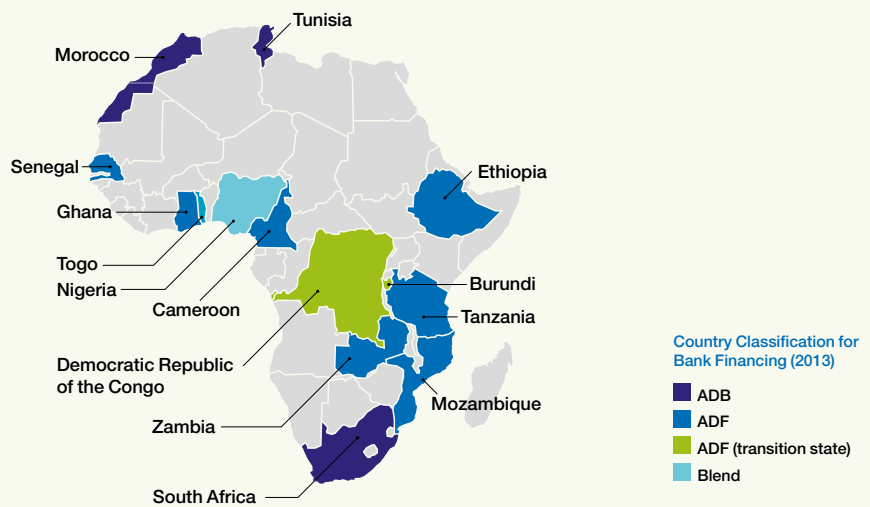 Tunisia
Morocco
Senegal
Ethiopia
Ghana
Togo
Nigeria
Burundi
Cameroon
Tanzania
Democratic Republic
of the Congo
Mozambique
Zambia
South Africa
Country Classification for
Bank Financing (2013)
ADB
ADF
ADF (transition state)
Blend